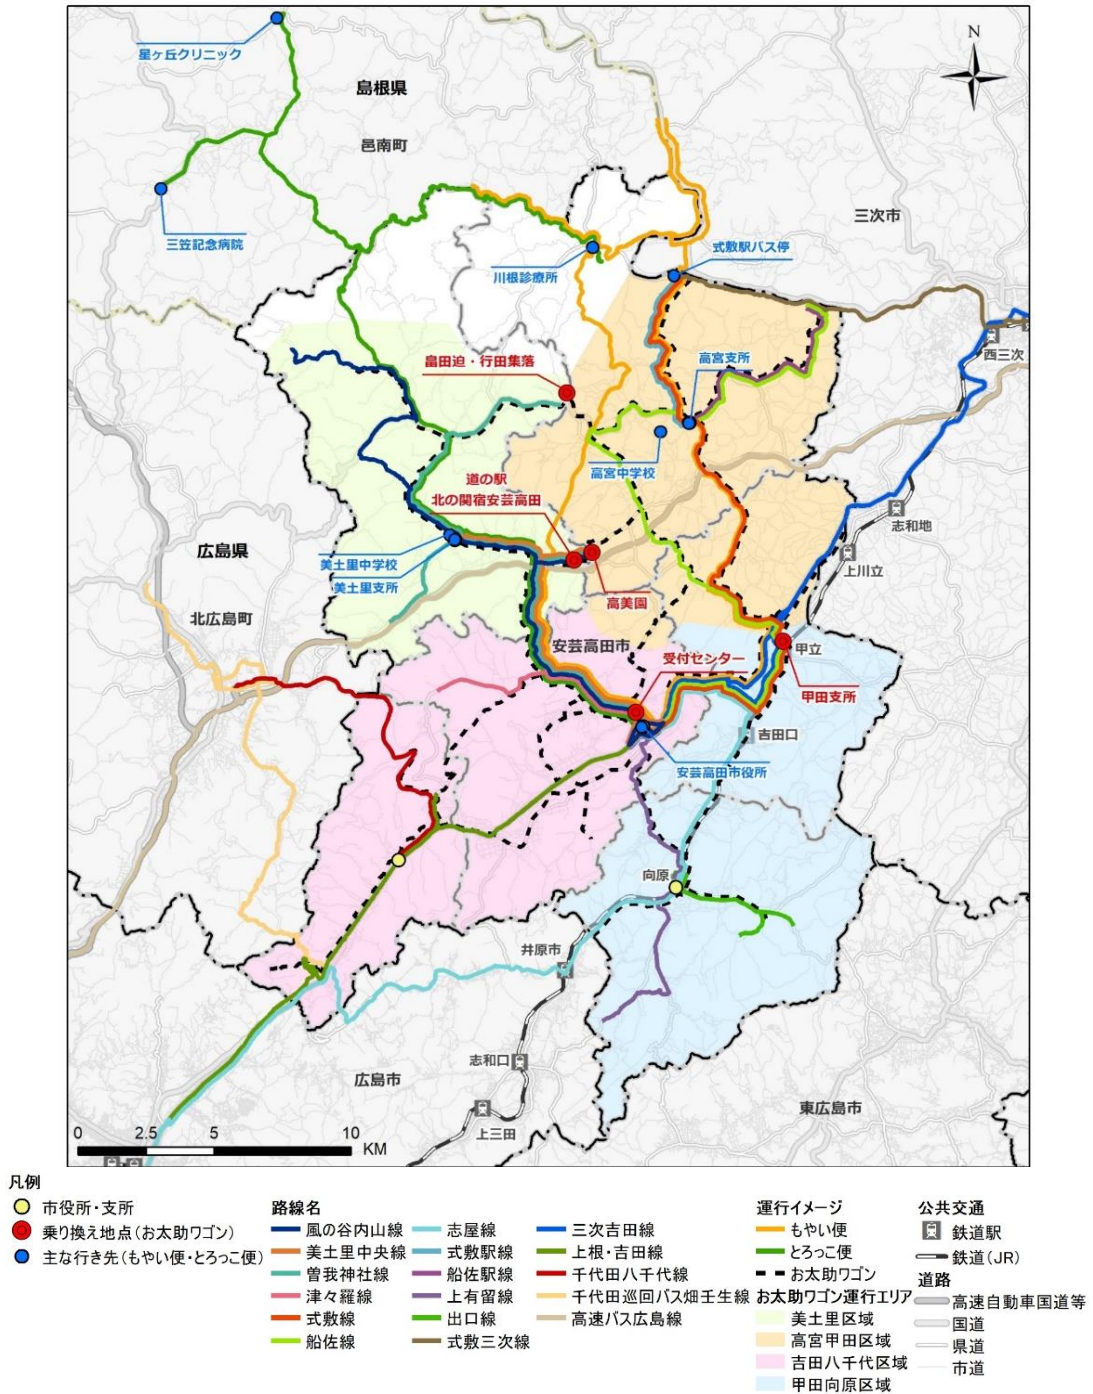 星ヶ丘クリニック
N
島根県
邑南町
三次市
三笠記念病院
川根診療所
式敷駅バス停
西三次
畠田迫・行田集落
高宮支所
高宮中学校
道の駅
北の関宿安芸高田
志和地
広島県
美土里中学校
上川立
美土里支所
高美園
北広島町
安芸高田市
甲立
受付センター
甲田支所
吉田口
安芸高田市役所
向原
井原市
志和口
広島市
東広島市
上三田
0 2.5 5 10
KM
凡例
市役所・支所
乗り換え地点(お太助ワゴン)
主な行き先(もやい便・とろっこ便)
路線名
風の谷内山線
美土里中央線
曽我神社線
津々羅線
式敷線
船佐線
志屋線
式敷駅線
船佐駅線
上有留線
出口線
式敷三次線
三次吉田線
上根・吉田線
千代田八千代線
千代田巡回バス畑壬生線
高速バス広島線
運行イメージ
もやい便
とろっこ便
お太助ワゴン
お太助ワゴン運行エリア
美土里区域
高宮甲田区域
吉田八千代区域
甲田向原区域
公共交通
鉄道駅
鉄道(JR)
道路
高速自動車国道等
国道
県道
市道